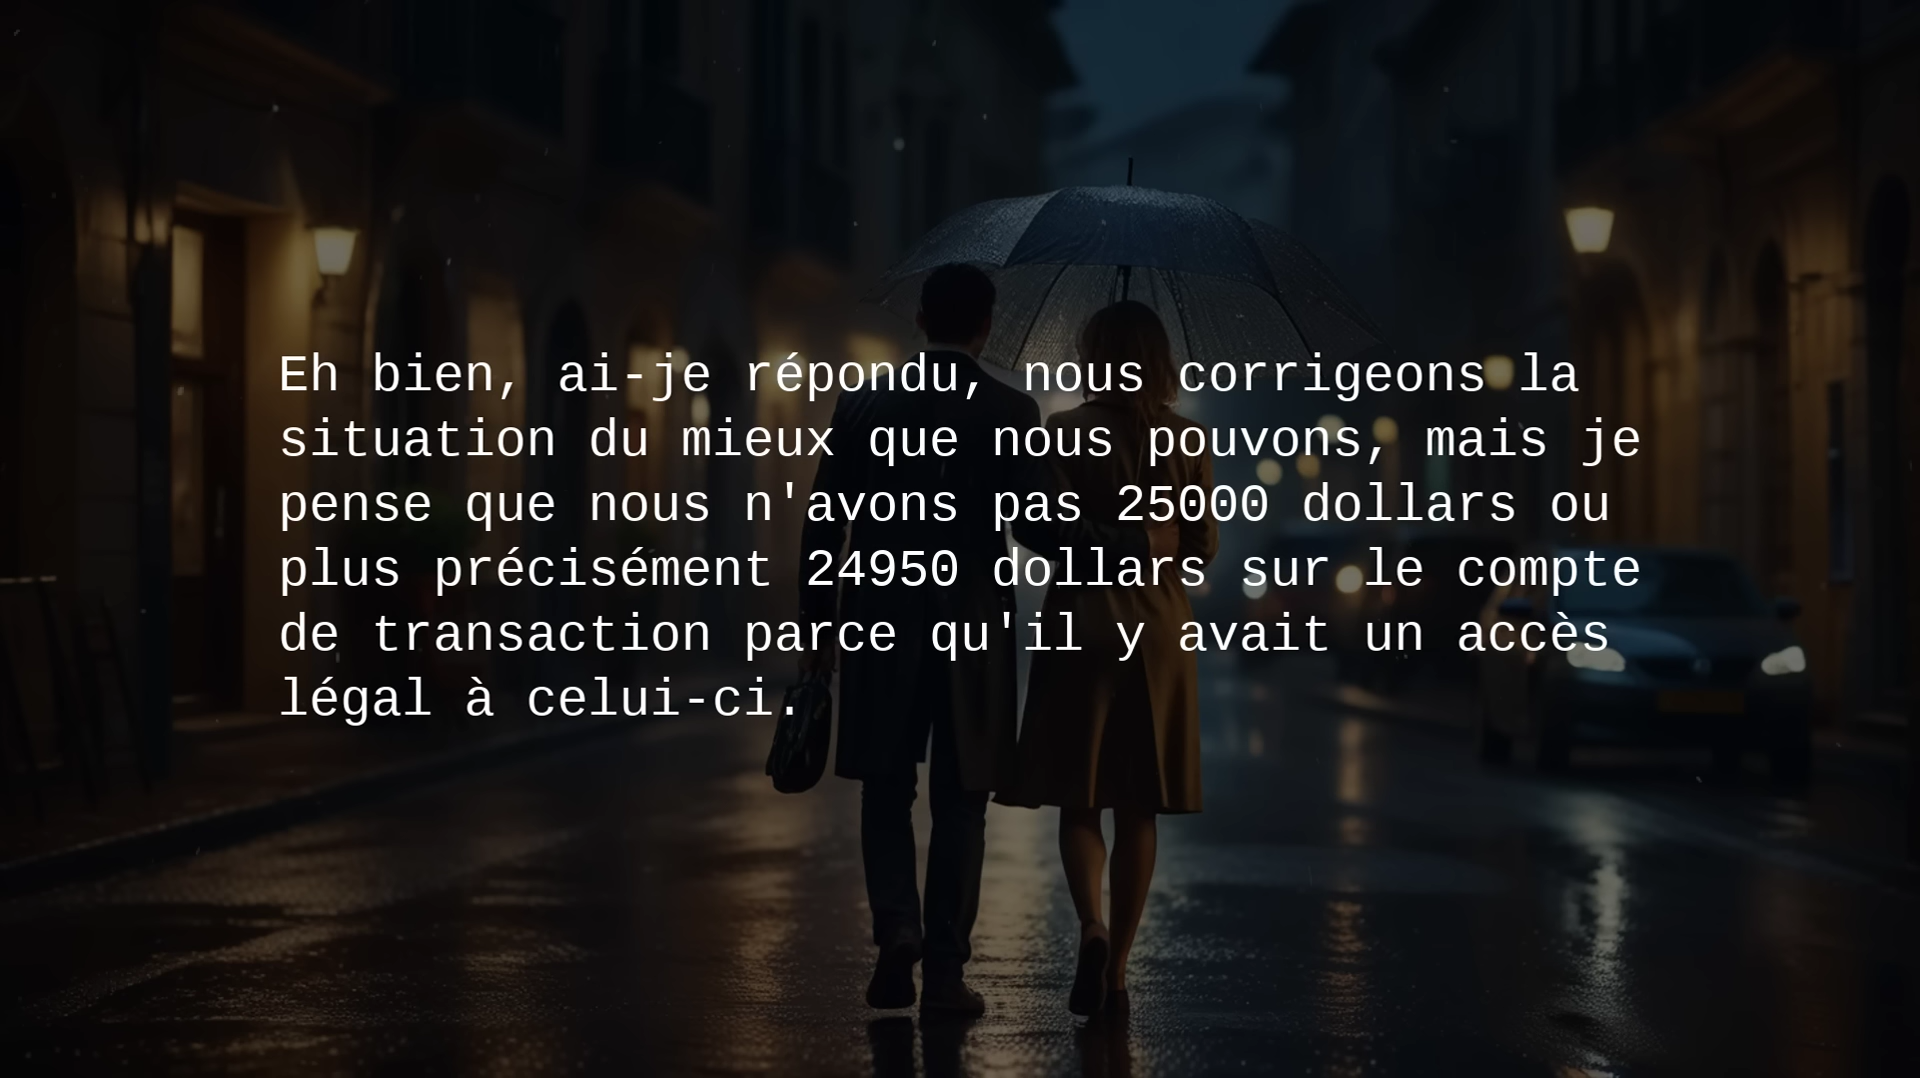 Eh bien, ai-je répondu, nous corrigeons la
situation du mieux que nous pouvons, mais je
pense que nous n'avons pas 25000 dollars ou
plus précisément 24950 dollars sur le compte
de transaction parce qu'il y avait un accès
légal à celui-ci.